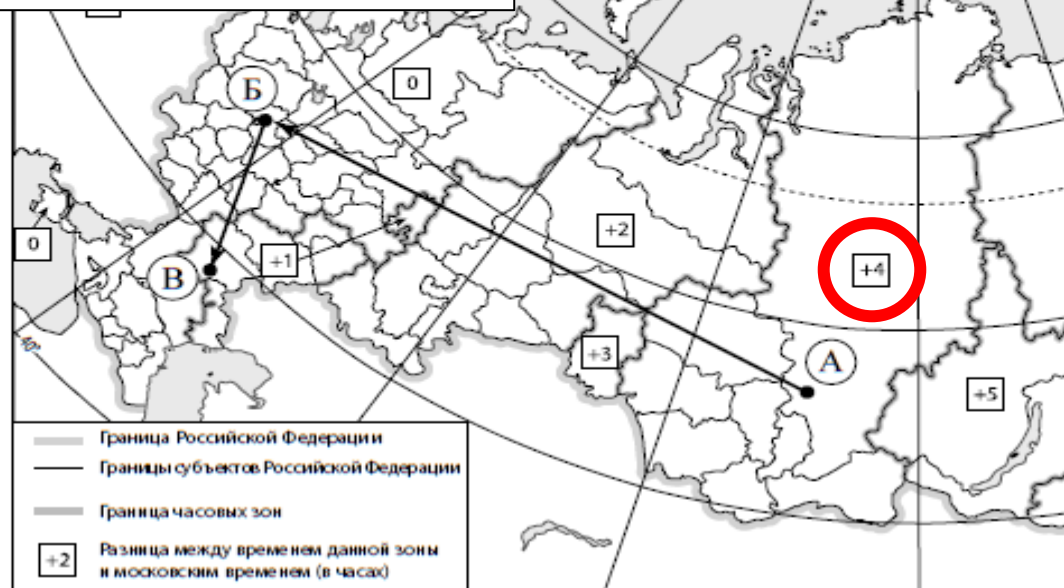 Б
0
+2
+4
0
+1
В
+3
А
+5
40°
Граница Российской Федерации
Границы субъектов Российской Федерации
Граница часовых зон
+2
Разница между временем данной зоны
и московским временем (в часах)